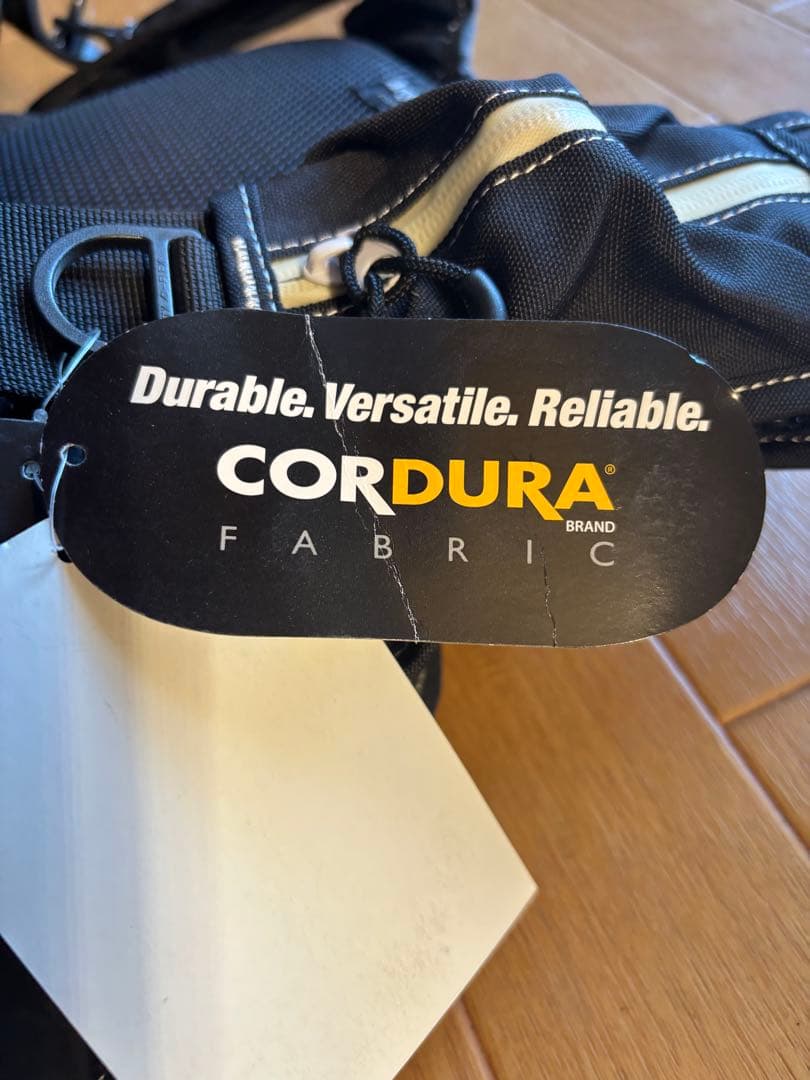 Durable. Versatile. Reliable.
CORDURA®
BRAND
FABRIC